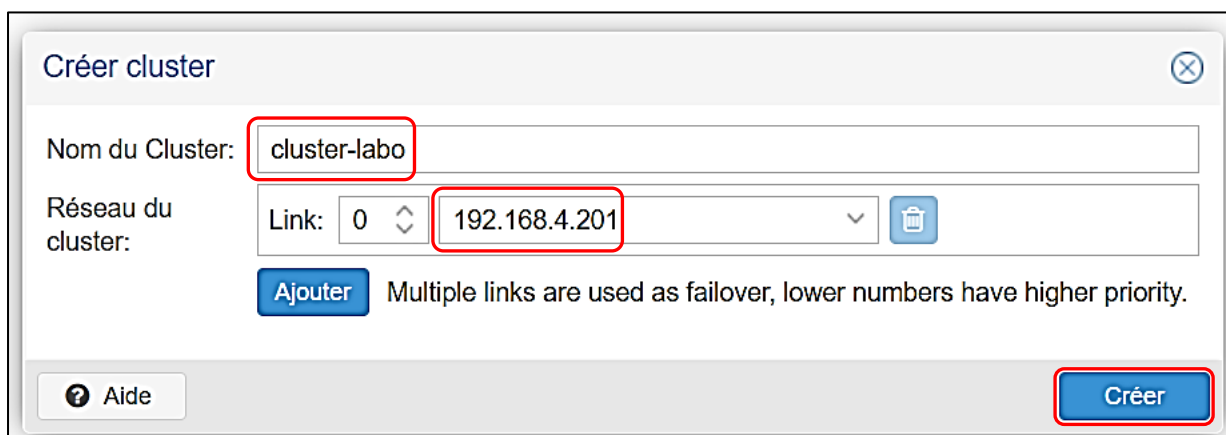 Créer cluster
Nom du Cluster: cluster-labo
Réseau du cluster: Link: 0 192.168.4.201
Ajouter Multiple links are used as failover, lower numbers have higher priority.
Aide Créer